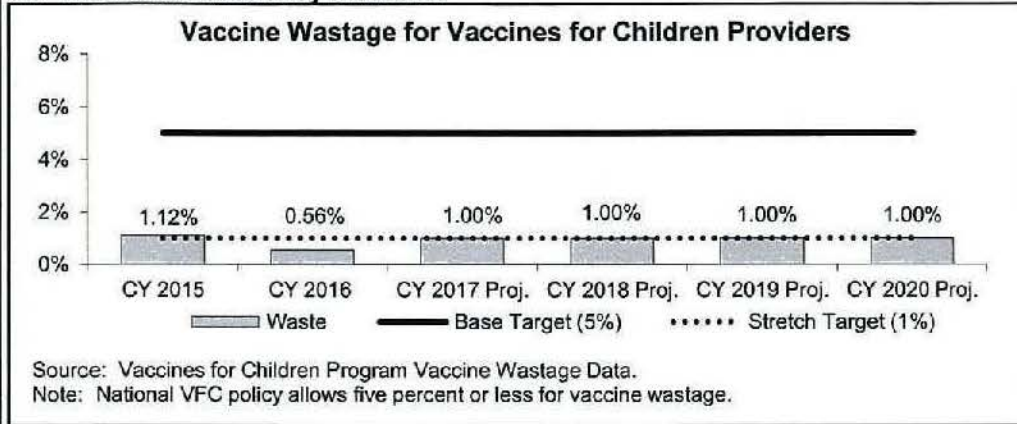 Vaccine Wastage for Vaccines for Children Providers
8%
6%
4%
2%
0%
1.12%
0.56%
1.00%
1.00%
1.00%
1.00%
CY 2015
CY 2016
CY 2017 Proj.
CY 2018 Proj.
CY 2019 Proj.
CY 2020 Proj.
Waste
Base Target (5%)
Stretch Target (1%)
Source: Vaccines for Children Program Vaccine Wastage Data.
Note: National VFC policy allows five percent or less for vaccine wastage.